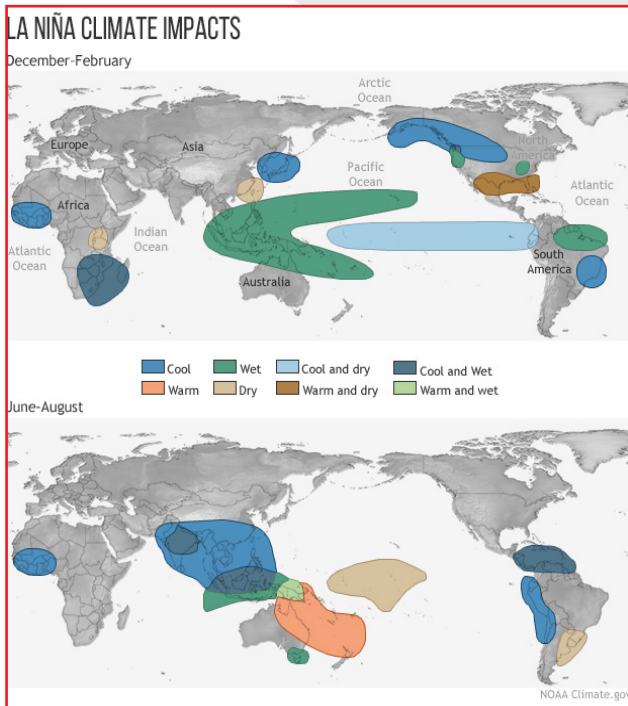 LA NIÑA CLIMATE IMPACTS
December-February
Arctic
Ocean
Europe
Asia
North
America
Pacific
Ocean
Africa
Atlantic
Ocean
Indian
Ocean
Atlantic
Ocean
South
America
Australia
Cool
Wet
Cool and dry
Cool and Wet
Warm
Dry
Warm and dry
Warm and wet
June-August
NOAA Climate.gov